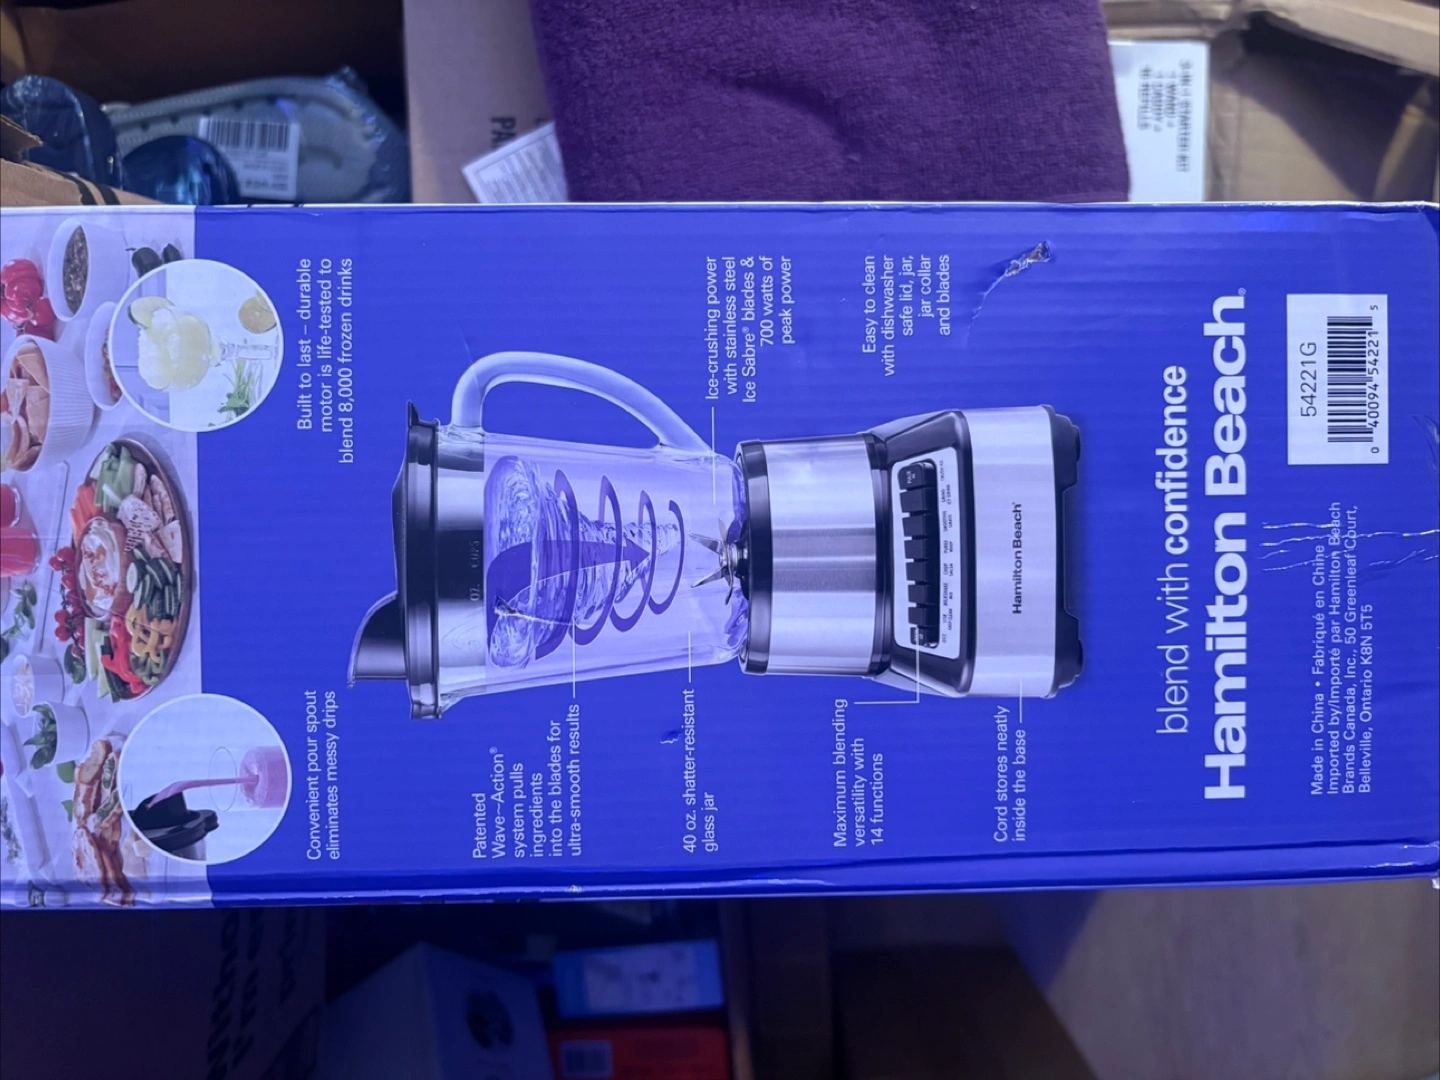 Built to last – durable
motor is life-tested to
blend 8,000 frozen drinks
Convenient pour spout
eliminates messy drips
Patented
Wave~Action®
system pulls
ingredients
into the blades for
ultra-smooth results
Ice-crushing power
with stainless steel
Ice Sabre® blades &
700 watts of
peak power
40 oz. shatter-resistant
glass jar
Easy to clean
with dishwasher
safe lid, jar,
jar collar
and blades
Maximum blending
versatility with
14 functions
Hamilton Beach®
Cord stores neatly
inside the base
blend with confidence
Hamilton Beach®
Made in China • Fabriqué en Chine
Imported by/Importé par Hamilton Beach
Brands Canada, Inc., 50 Greenleaf Court,
Belleville, Ontario K8N 5T5
54221G
0 40094 54221 5
OZ. CUPS
PA